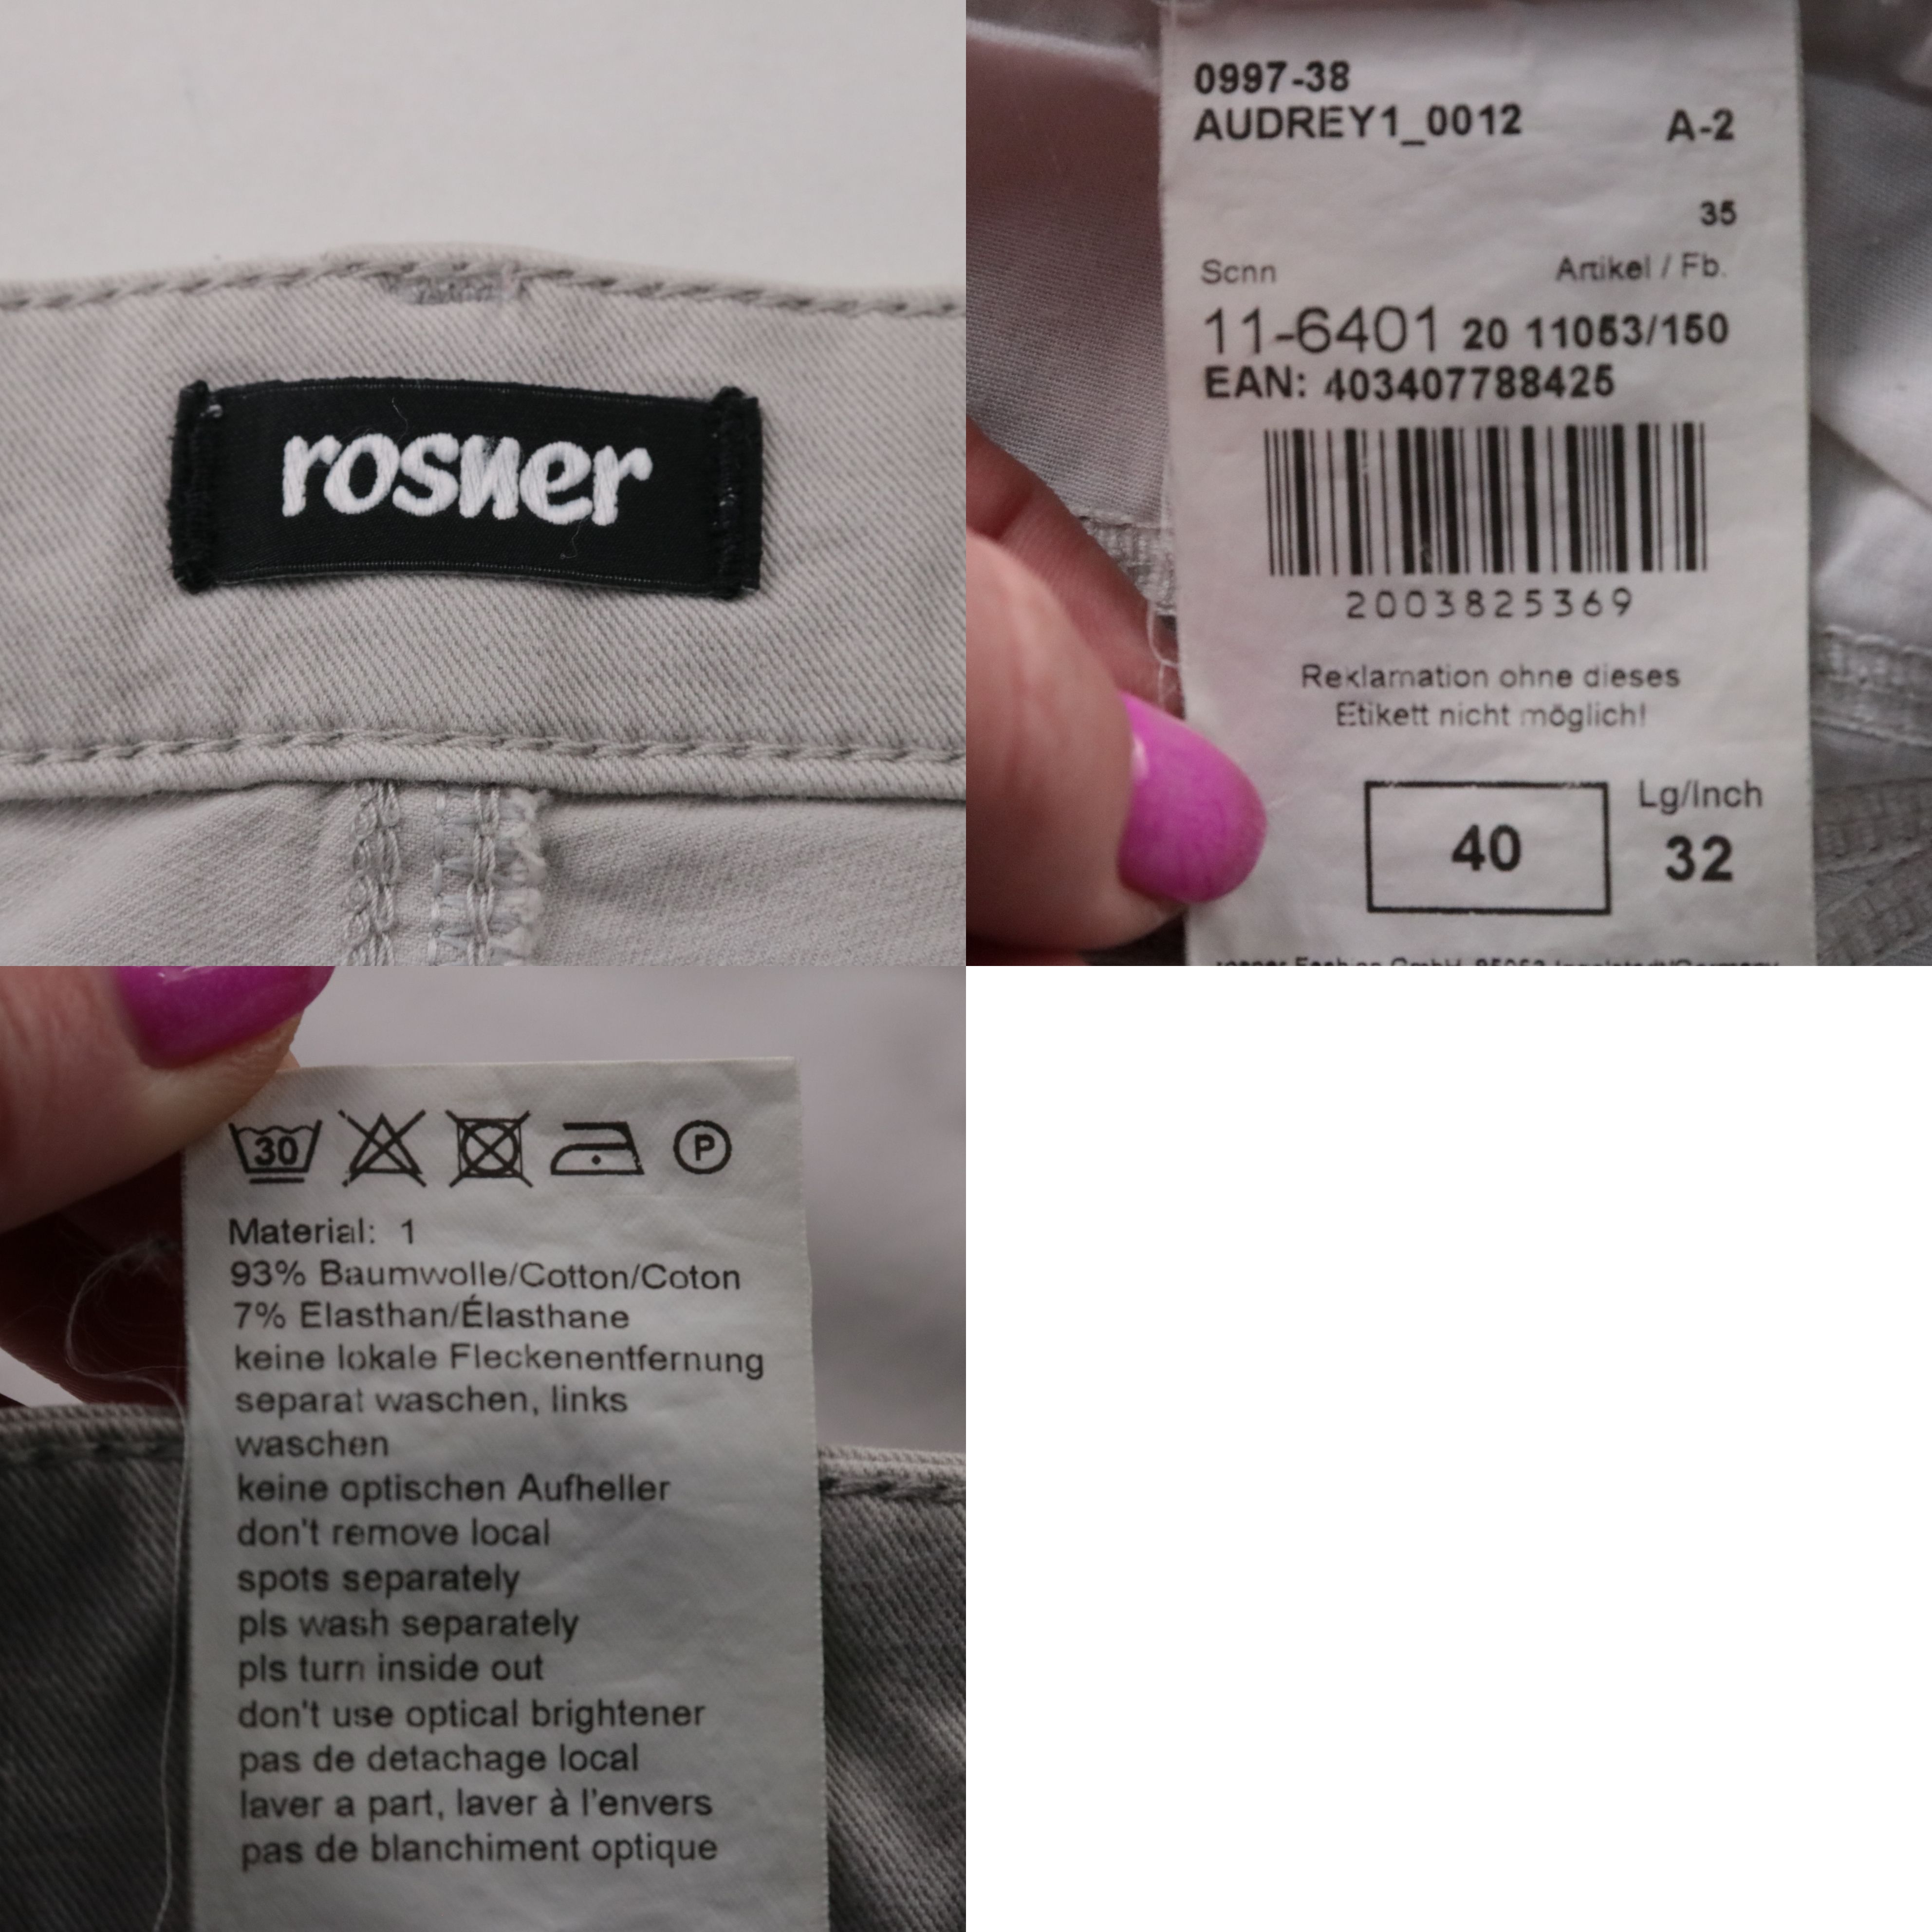 rosner
0997-38
AUDREY1_0012 A-2
35
Scnn Artikel / Fb.
11-6401 20 11053/150
EAN: 403407788425
2003825369
Reklamation ohne dieses
Etikett nicht möglich!
40
Lg/Inch
32
30
P
Material: 1
93% Baumwolle/Cotton/Coton
7% Elasthan/Élasthane
keine lokale Fleckenentfernung
separat waschen, links
waschen
keine optischen Aufheller
don't remove local
spots separately
pls wash separately
pls turn inside out
don't use optical brightener
pas de detachage local
laver a part, laver à l'envers
pas de blanchiment optique